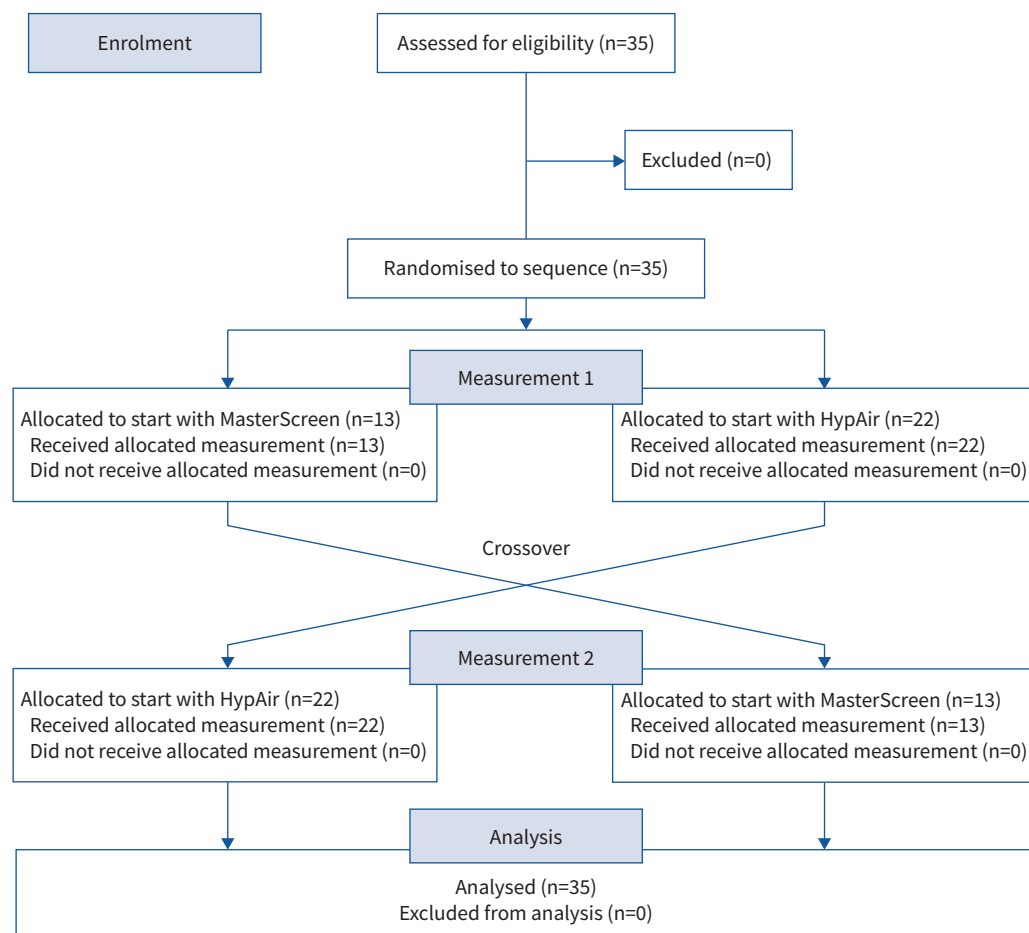 Enrolment
Assessed for eligibility (n=35)
Excluded (n=0)
Randomised to sequence (n=35)
Measurement 1
Allocated to start with MasterScreen (n=13)
Received allocated measurement (n=13)
Did not receive allocated measurement (n=0)
Allocated to start with HypAir (n=22)
Received allocated measurement (n=22)
Did not receive allocated measurement (n=0)
Crossover
Measurement 2
Allocated to start with HypAir (n=22)
Received allocated measurement (n=22)
Did not receive allocated measurement (n=0)
Allocated to start with MasterScreen (n=13)
Received allocated measurement (n=13)
Did not receive allocated measurement (n=0)
Analysis
Analysed (n=35)
Excluded from analysis (n=0)